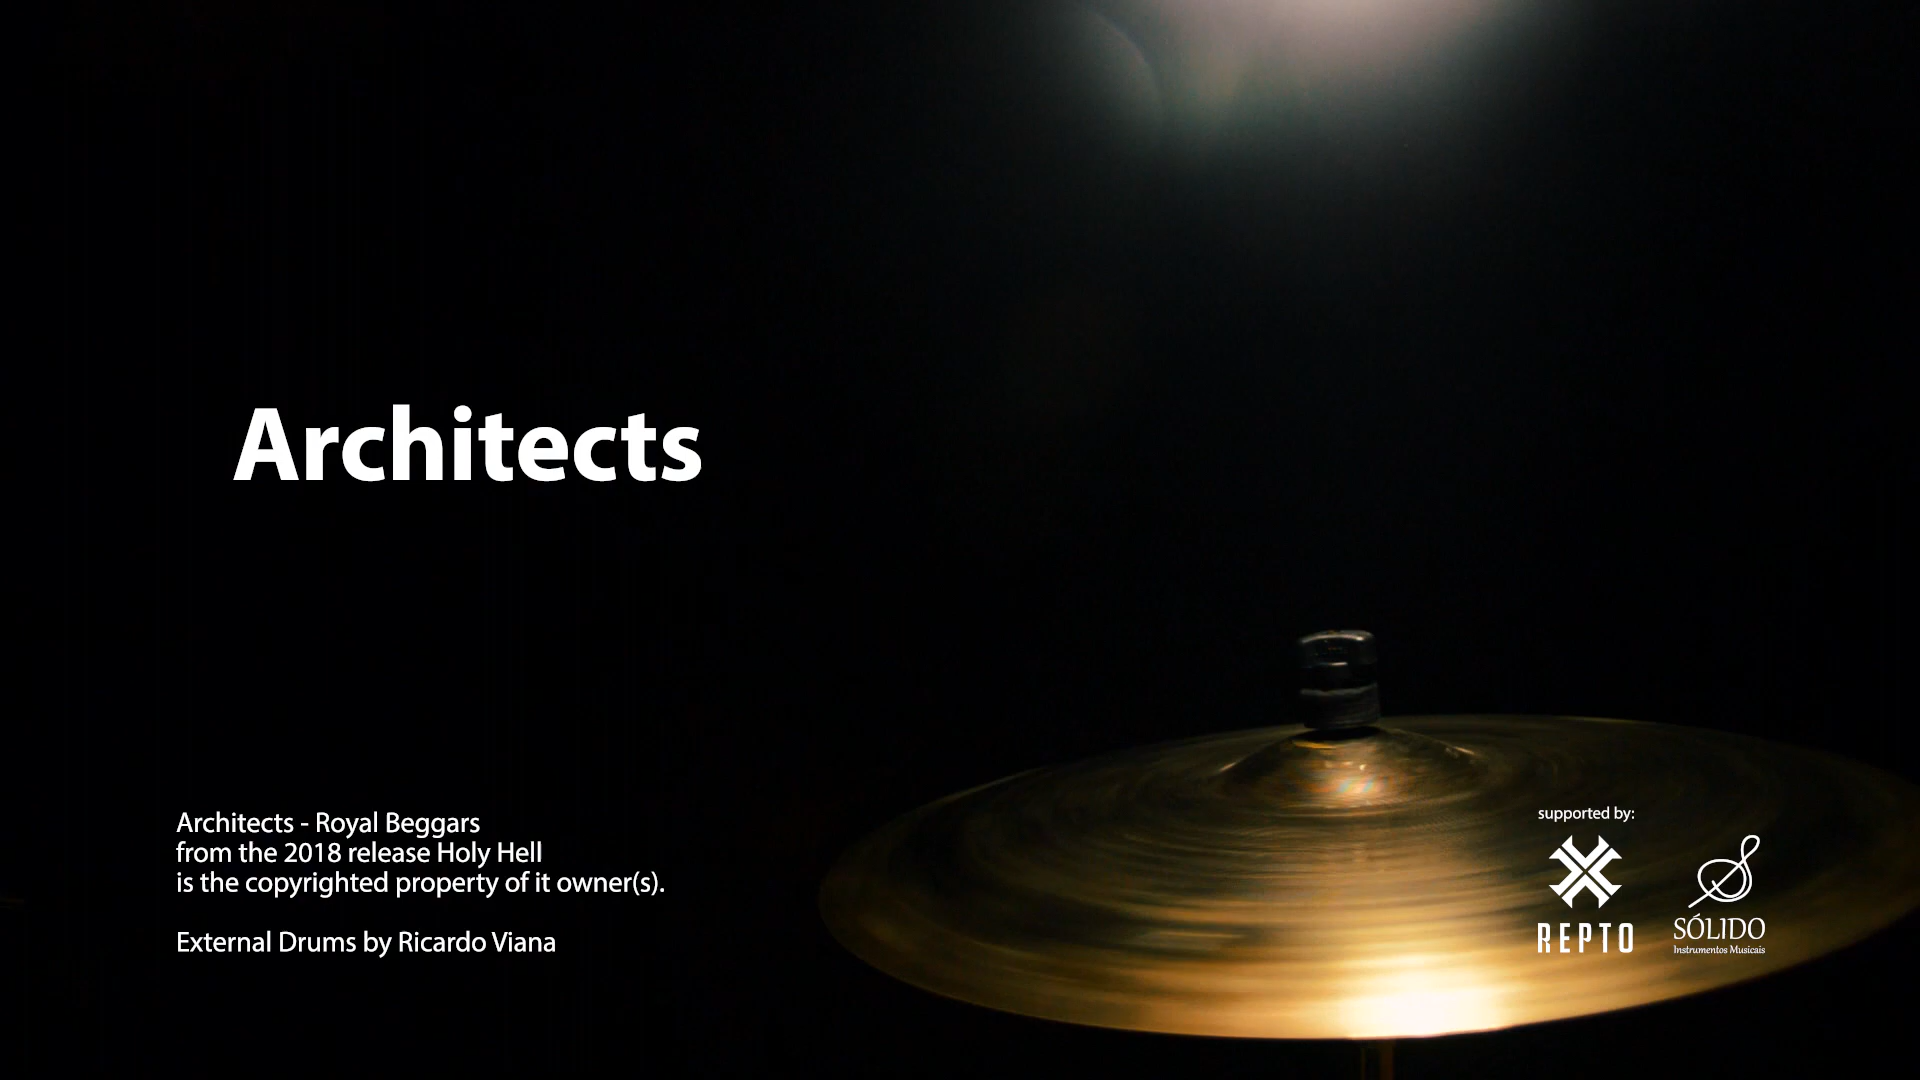 Architects
Architects - Royal Beggars
from the 2018 release Holy Hell
is the copyrighted property of it owner(s).
External Drums by Ricardo Viana
supported by:
REPTO
SÓLIDO
Instrumentos Musicais